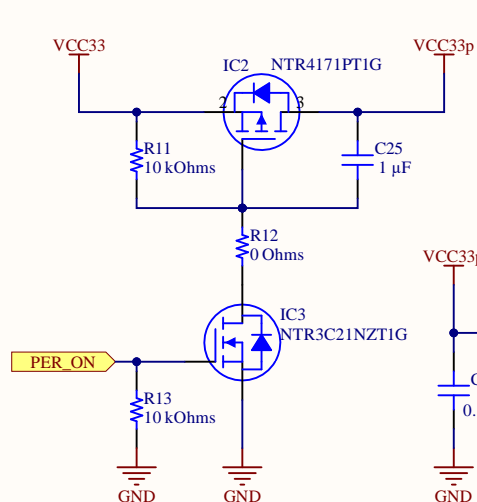 VCC33
VCC33p
IC2
NTR4171PT1G
2
3
R11
10 kOhms
C25
1 µF
R12
0 Ohms
VCC33p
IC3
NTR3C21NZT1G
PER_ON
R13
10 kOhms
C
0.
GND
GND
GND